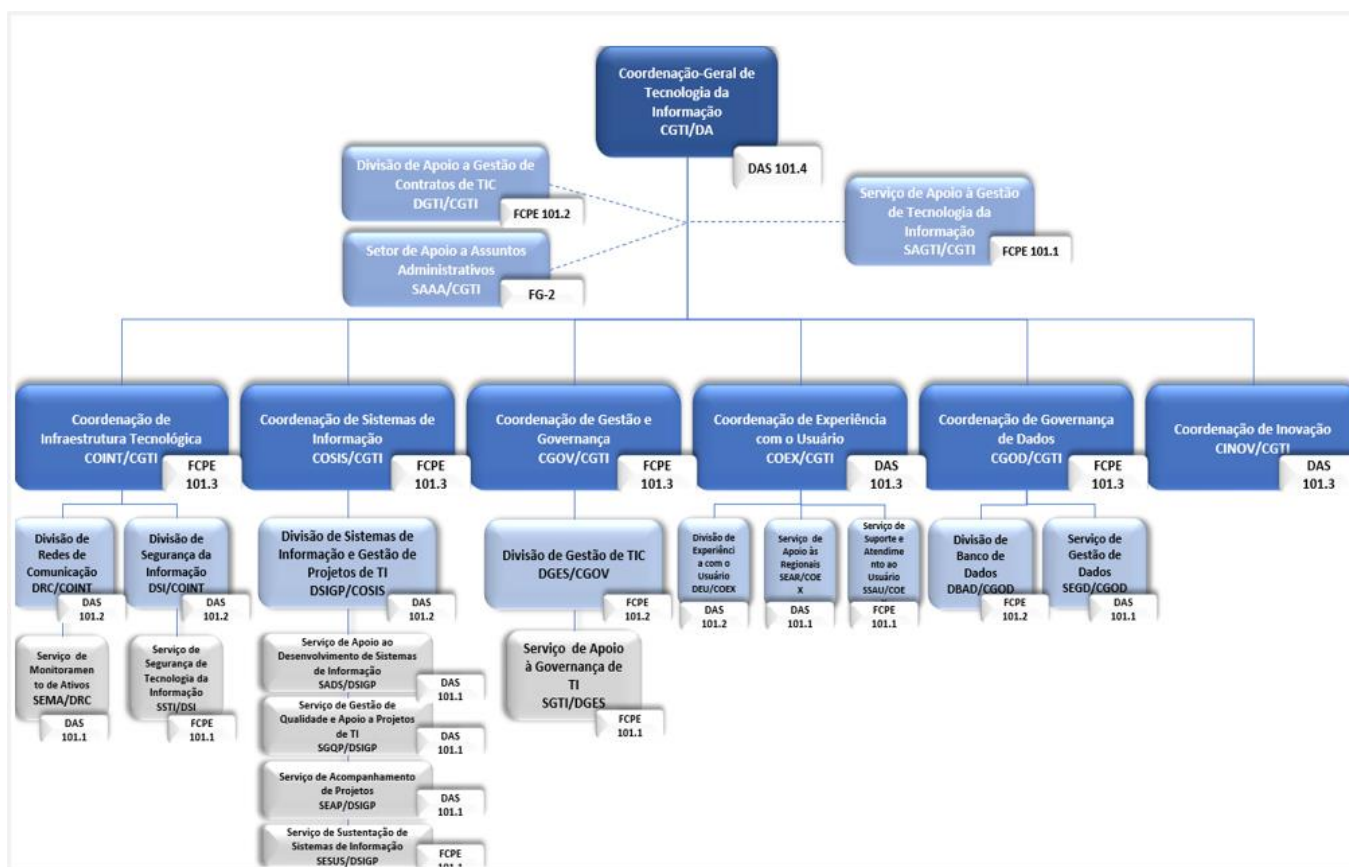 Coordenação-Geral de
Tecnologia da
Informação
CGTI/DA
DAS 101.4
Divisão de Apoio a Gestão de
Contratos de TIC
DGTI/CGTI
FCPE 101.2
Serviço de Apoio à Gestão
de Tecnologia da
Informação
SAGTI/CGTI
FCPE 101.1
Setor de Apoio a Assuntos
Administrativos
SAAA/CGTI
FG-2
Coordenação de
Infraestrutura Tecnológica
COINT/CGTI
FCPE
101.3
Coordenação de Sistemas de
Informação
COSIS/CGTI
FCPE
101.3
Coordenação de Gestão e
Governança
CGOV/CGTI
FCPE
101.3
Coordenação de Experiência
com o Usuário
COEX/CGTI
DAS
101.3
Coordenação de Governança
de Dados
CGOD/CGTI
FCPE
101.3
Coordenação de Inovação
CINOV/CGTI
DAS
101.3
Divisão de
Redes de
Comunicação
DRC/COINT
DAS
101.2
Divisão de
Segurança da
Informação
DSI/COINT
DAS
101.2
Divisão de Sistemas de
Informação e Gestão de
Projetos de TI
DSIGP/COSIS
DAS
101.2
Divisão de Gestão de TIC
DGES/CGOV
FCPE
101.2
Divisão de
Experiênci
a com o
Usuário
DEU/COEX
DAS
101.2
Serviço de
Apoio às
Regionais
SEAR/COE
X
DAS
101.1
Serviço de
Suporte e
Atendime
nto ao
Usuário
SSAU/COE
FCPE
101.1
Divisão de
Banco de
Dados
DBAD/CGOD
FCPE
101.2
Serviço de
Gestão de
Dados
SEGD/CGOD
DAS
101.1
Serviço de
Monitoramen
to de Ativos
SEMA/DRC
DAS
101.1
Serviço de
Segurança de
Tecnologia da
Informação
SSTI/DSI
FCPE
101.1
Serviço de Apoio ao
Desenvolvimento de Sistemas
de Informação
SADS/DSIGP
DAS
101.1
Serviço de Gestão de
Qualidade e Apoio a Projetos
de TI
SGQP/DSIGP
DAS
101.1
Serviço de Acompanhamento
de Projetos
SEAP/DSIGP
DAS
101.1
Serviço de Sustentação de
Sistemas de Informação
SESUS/DSIGP
FCPE
101.1
Serviço de Apoio
à Governança de
TI
SGTI/DGES
FCPE
101.1